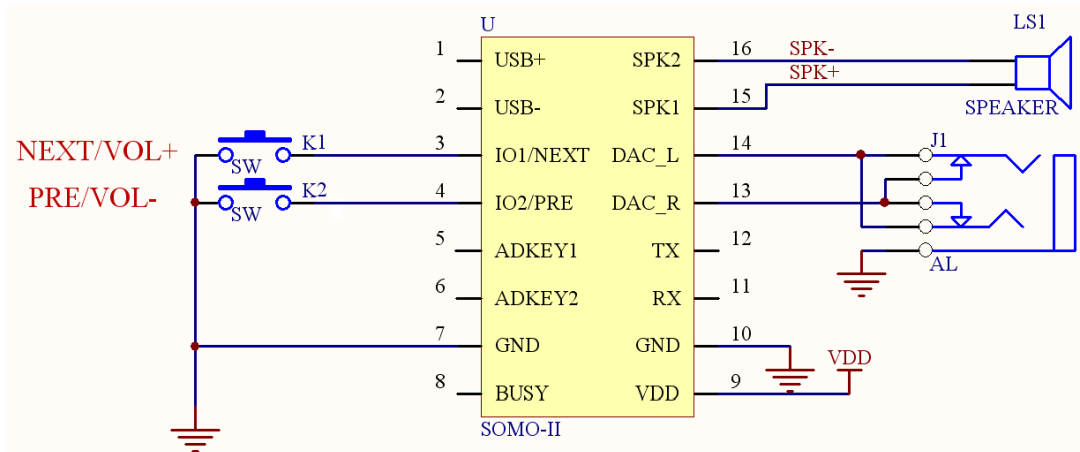 U
LS1
1 USB+ SPK2 16 SPK-
SPK+
2 USB- SPK1 15 SPEAKER
NEXT/VOL+ SW K1 3 IO1/NEXT DAC_L 14 J1
PRE/VOL- SW K2 4 IO2/PRE DAC_R 13
5 ADKEY1 TX 12
AL
6 ADKEY2 RX 11
7 GND GND 10
VDD
8 BUSY VDD 9
SOMO-II